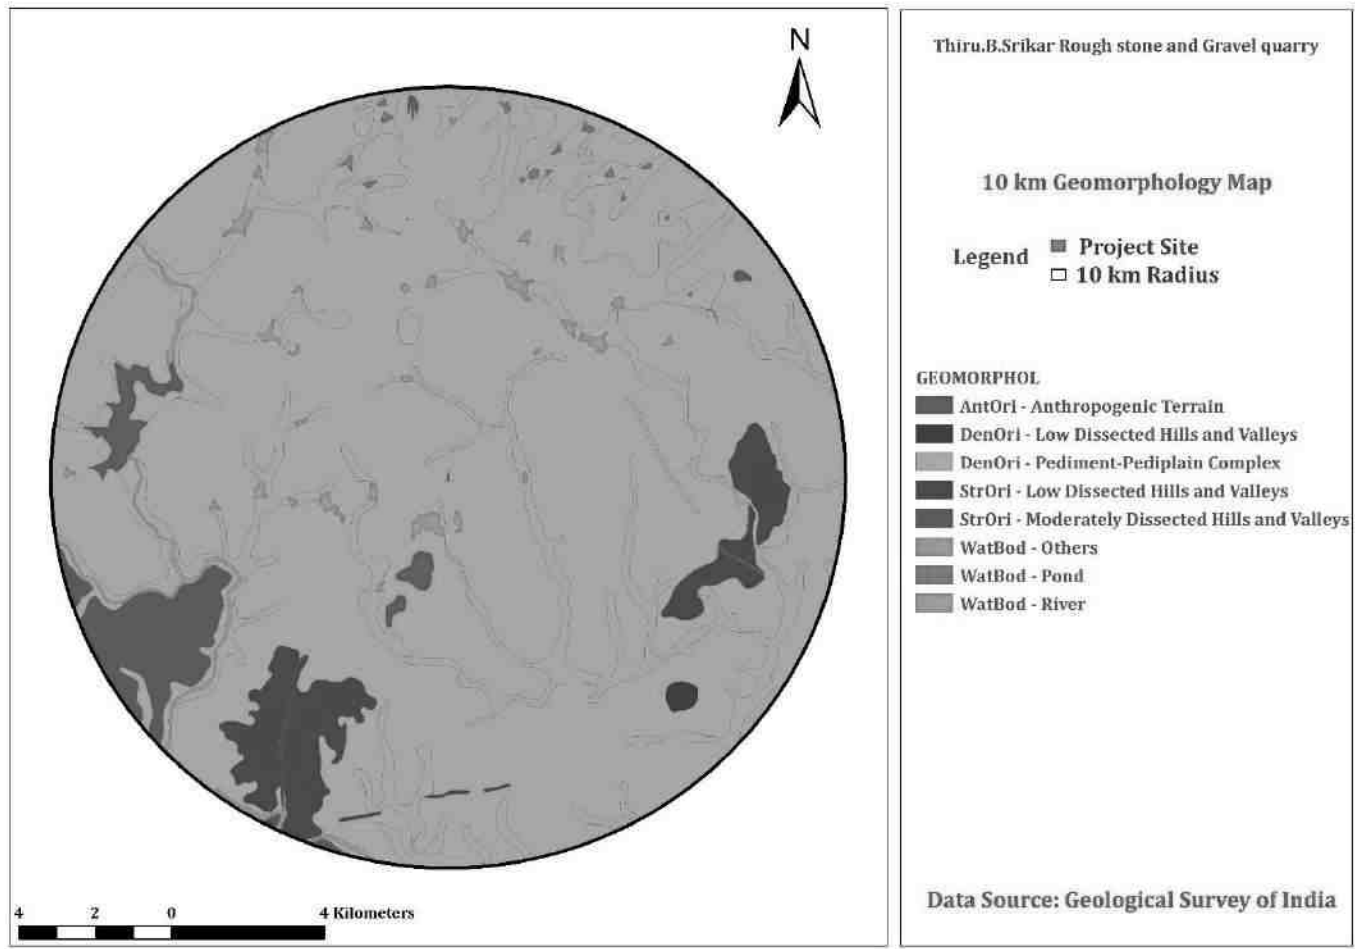 N
4 2 0 4 Kilometers
Thiru.B.Srikar Rough stone and Gravel quarry
10 km Geomorphology Map
Legend
Project Site
10 km Radius
GEOMORPHOL
AntOri - Anthropogenic Terrain
DenOri - Low Dissected Hills and Valleys
DenOri - Pediment-Pediplain Complex
StrOri - Low Dissected Hills and Valleys
StrOri - Moderately Dissected Hills and Valleys
WatBod - Others
WatBod - Pond
WatBod - River
Data Source: Geological Survey of India